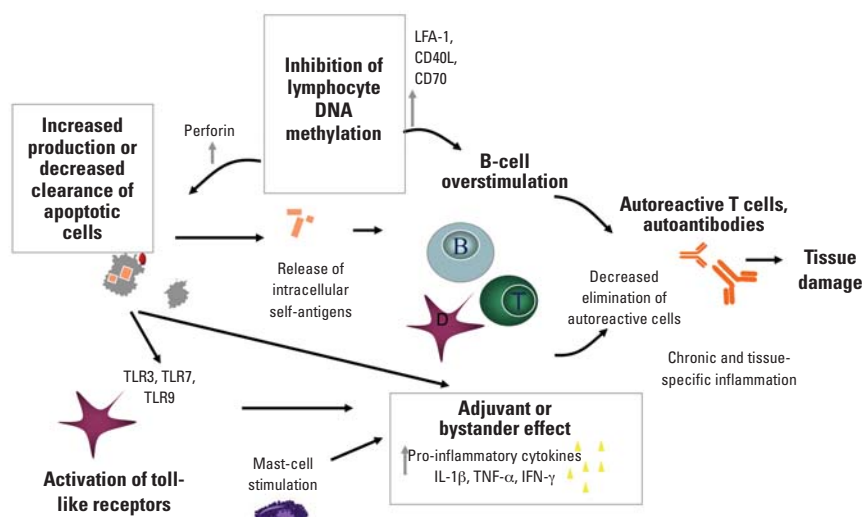 LFA-1,
CD40L,
CD70
Inhibition of
lymphocyte
DNA
methylation
Increased
production or
decreased
clearance of
apoptotic
cells
Perforin
B-cell
overstimulation
Autoreactive T cells,
autoantibodies
Tissue
damage
B
T
D
Release of
intracellular
self-antigens
Decreased
elimination of
autoreactive cells
Chronic and tissue-
specific inflammation
TLR3, TLR7,
TLR9
Activation of toll-
like receptors
Mast-cell
stimulation
Adjuvant or
bystander effect
Pro-inflammatory cytokines
IL-1β, TNF-α, IFN-γ